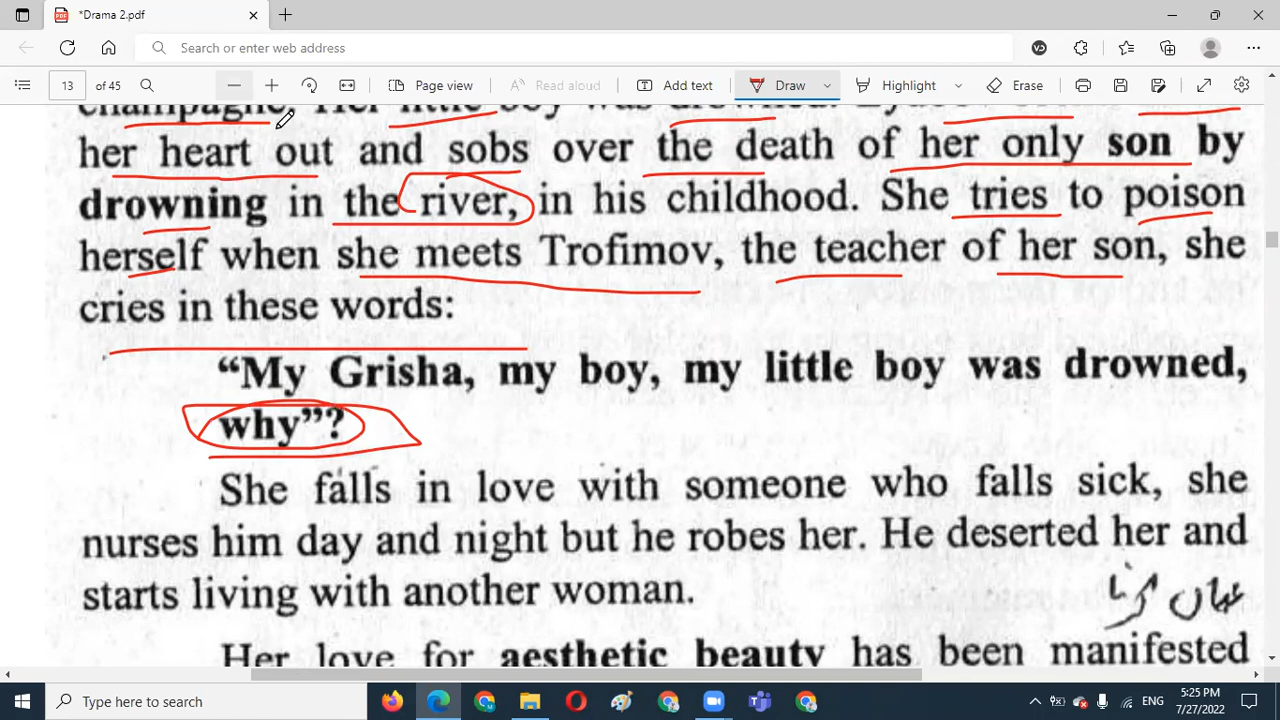 *Drama 2.pdf
Search or enter web address
13 of 45 Page view Read aloud Add text Draw Highlight Erase
champagne, Her little boy was drowned.
her heart out and sobs over the death of her only son by
drowning in the river, in his childhood. She tries to poison
herself when she meets Trofimov, the teacher of her son, she
cries in these words:
“My Grisha, my boy, my little boy was drowned,
why”?
She falls in love with someone who falls sick, she
nurses him day and night but he robes her. He deserted her and
starts living with another woman.
Her love for aesthetic beauty has been manifested
Type here to search
ENG
5:25 PM
7/27/2022